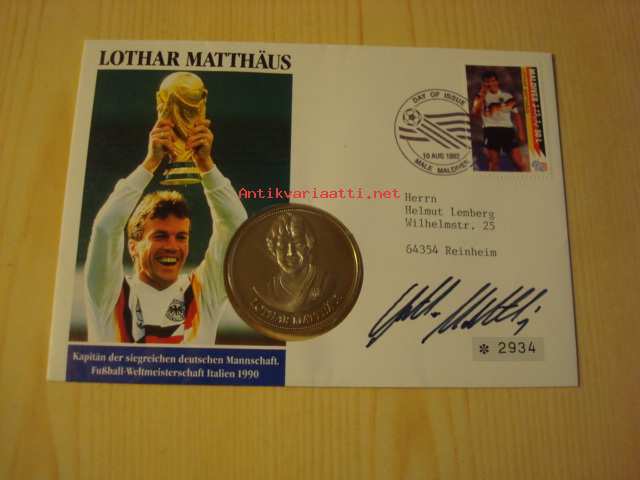 LOTHAR MATTHÄUS
DAY OF ISSUE
10 AUG 1992
MALE MALDIVES
Antikvariaatti.net
Herrn
Helmut Lemberg
Wilhelmstr. 25
64354 Reinheim
LOTHAR MATTHÄUS
Kapitän der siegreichen deutschen Mannschaft.
Fußball-Weltmeisterschaft Italien 1990
* 2934